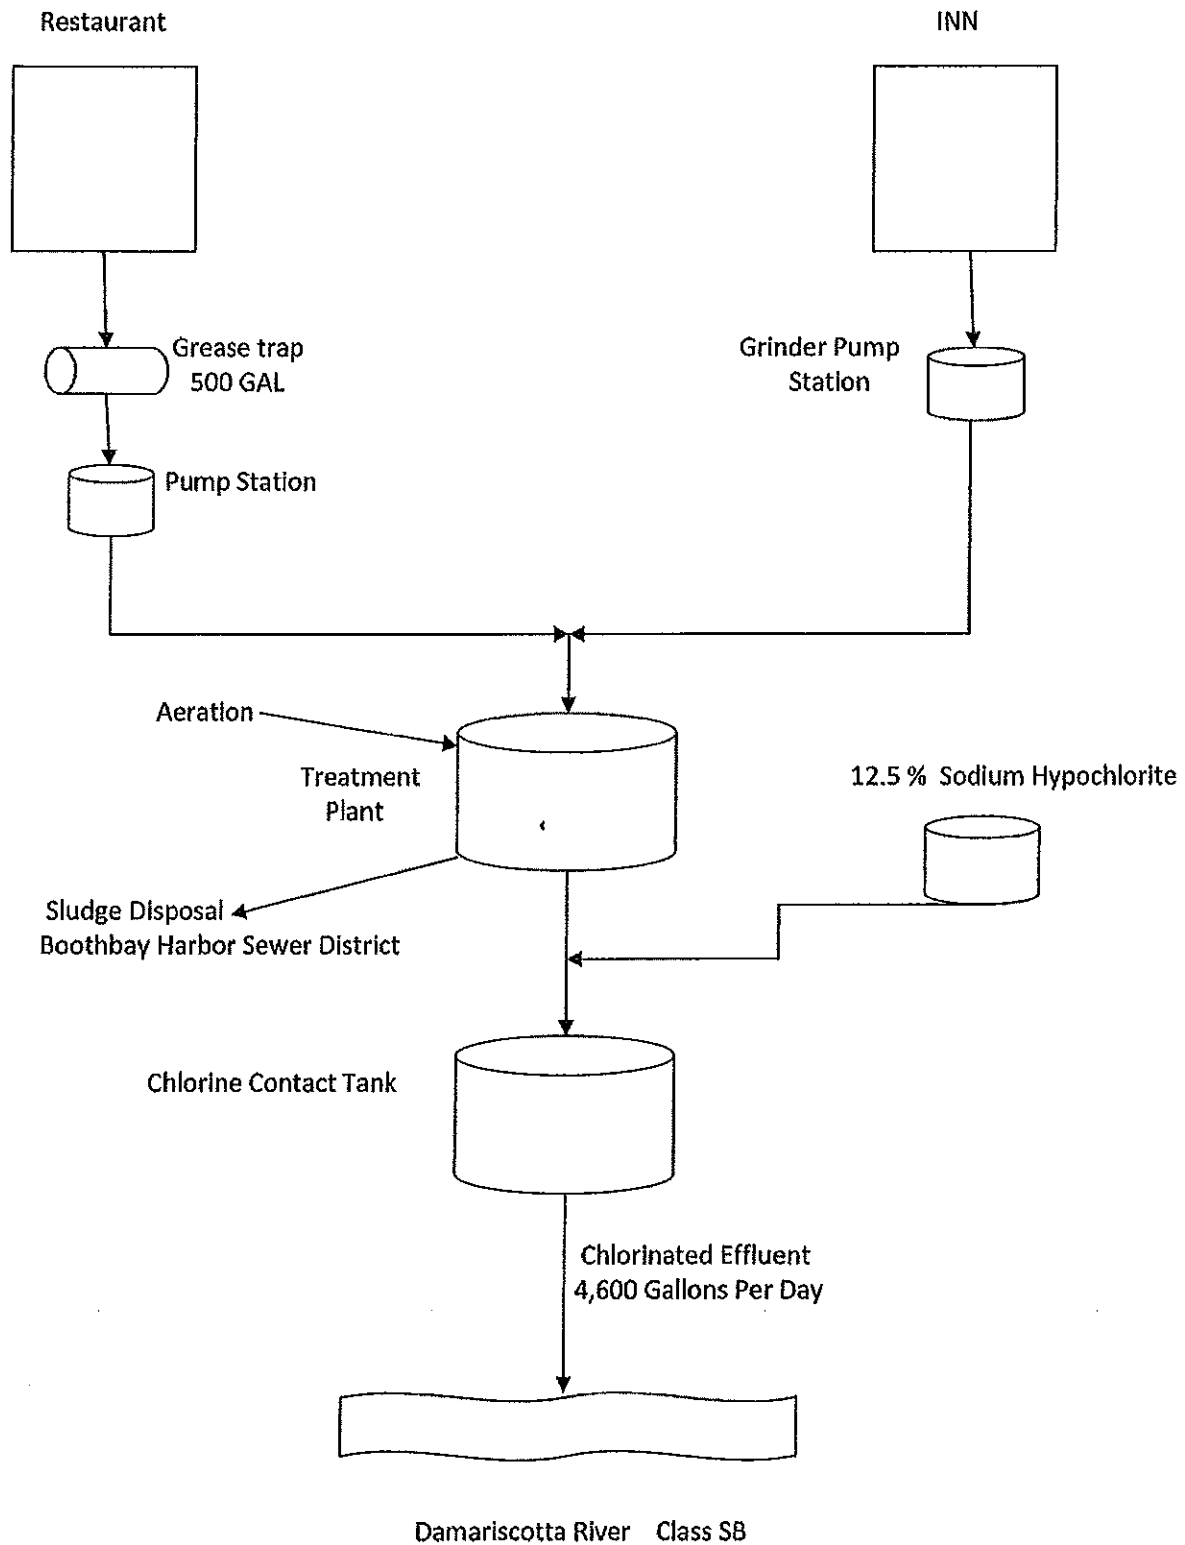 Restaurant
INN
Grease trap
500 GAL
Grinder Pump
Station
Pump Station
Aeration
Treatment
Plant
12.5 % Sodium Hypochlorite
Sludge Disposal
Boothbay Harbor Sewer District
Chlorine Contact Tank
Chlorinated Effluent
4,600 Gallons Per Day
Damariscotta River Class SB